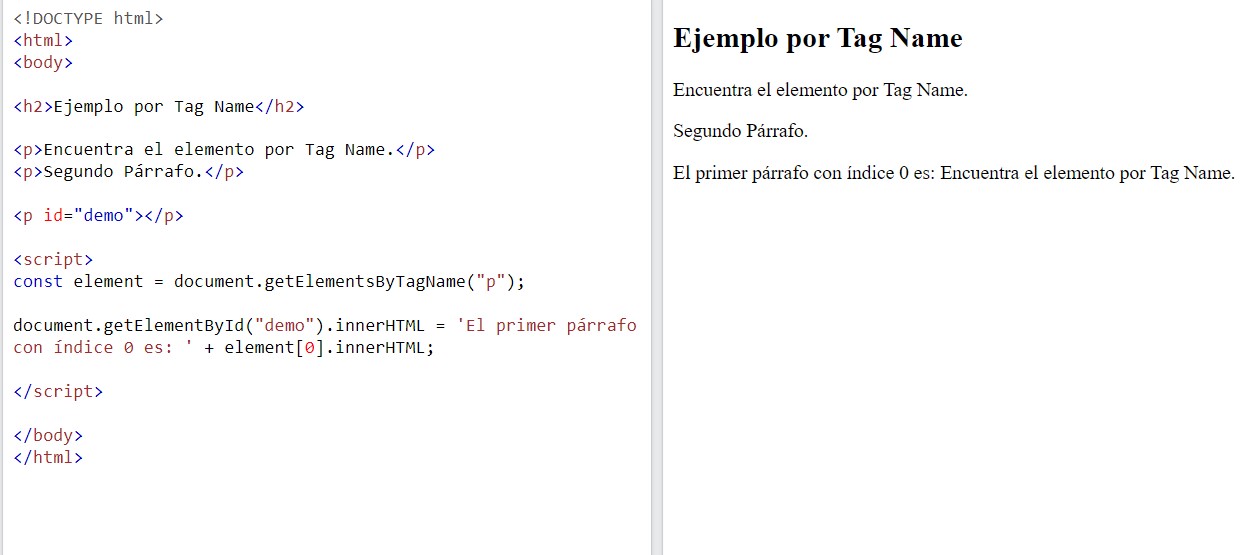 <!DOCTYPE html>
<html>
<body>
<h2>Ejemplo por Tag Name</h2>
<p>Encuentra el elemento por Tag Name.</p>
<p>Segundo Párrafo.</p>
<p id="demo"></p>
<script>
const element = document.getElementsByTagName("p");
document.getElementById("demo").innerHTML = 'El primer párrafo
con índice 0 es: ' + element[0].innerHTML;
</script>
</body>
</html>
Ejemplo por Tag Name
Encuentra el elemento por Tag Name.
Segundo Párrafo.
El primer párrafo con índice 0 es: Encuentra el elemento por Tag Name.